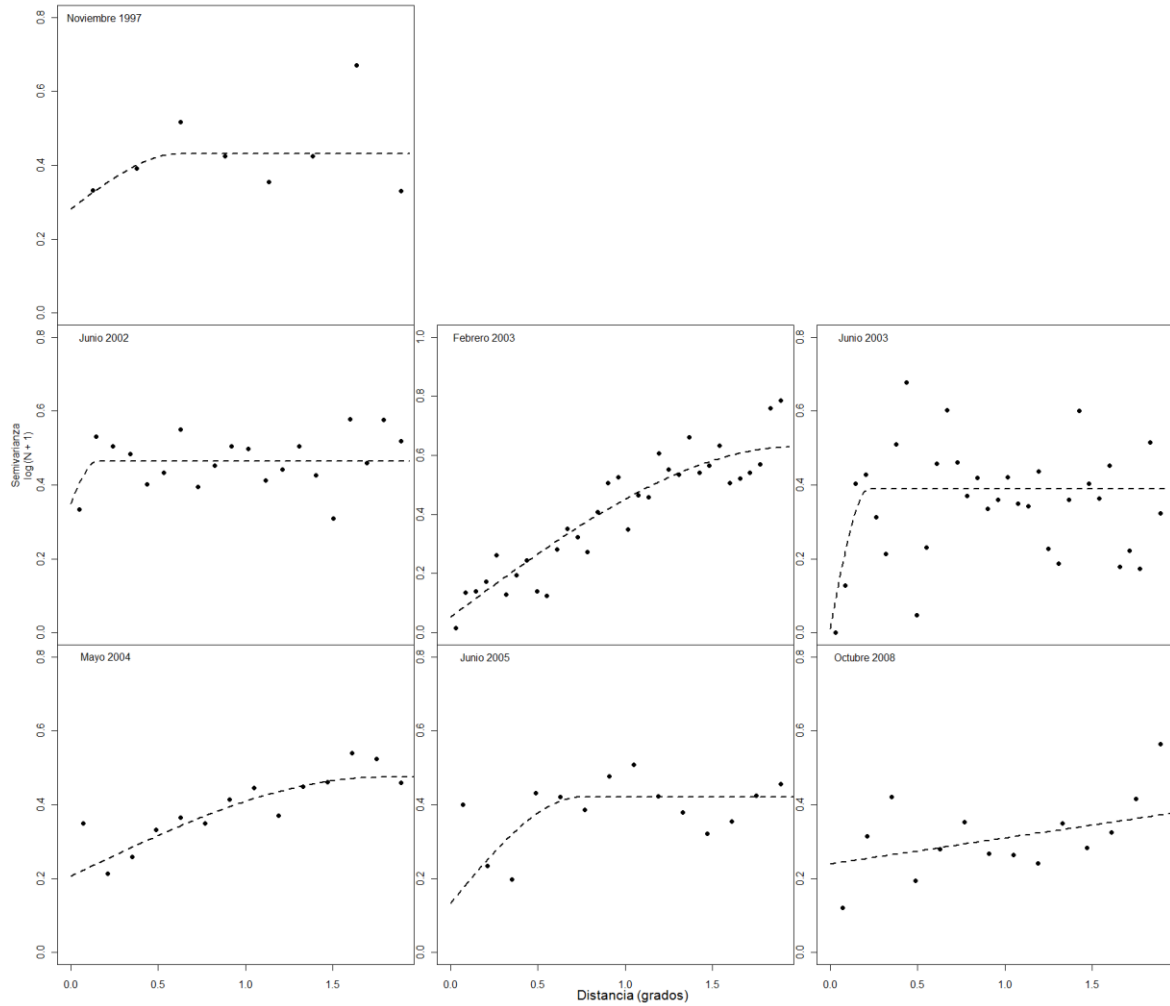 Noviembre 1997
0.8
0.6
0.4
0.2
0.0
Junio 2002
0.8
0.6
0.4
0.2
0.0
Semivarianza
log (N + 1)
Febrero 2003
1.0
0.8
0.6
0.4
0.2
0.0
Junio 2003
0.8
0.6
0.4
0.2
0.0
Mayo 2004
0.8
0.6
0.4
0.2
0.0
0.0 0.5 1.0 1.5
Junio 2005
0.8
0.6
0.4
0.2
0.0
0.0 0.5 1.0 1.5
Octubre 2008
0.8
0.6
0.4
0.2
0.0
0.0 0.5 1.0 1.5
Distancia (grados)